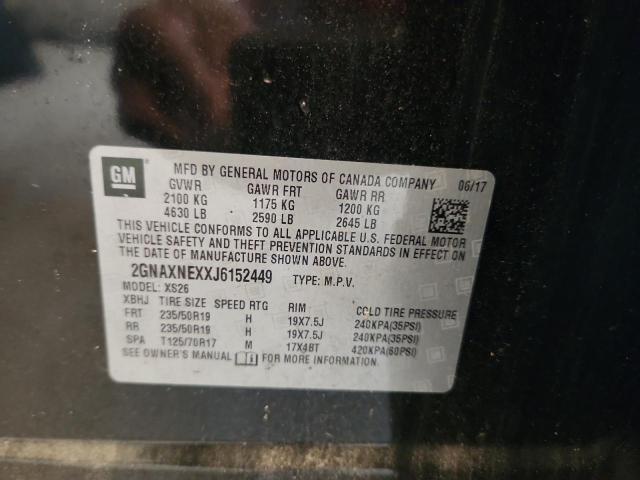 GM
MFD BY GENERAL MOTORS OF CANADA COMPANY 06/17
GVWR GAWR FRT GAWR RR
2100 KG 1175 KG 1200 KG
4630 LB 2590 LB 2645 LB
THIS VEHICLE CONFORMS TO ALL APPLICABLE U.S. FEDERAL MOTOR
VEHICLE SAFETY AND THEFT PREVENTION STANDARDS IN EFFECT ON
THE DATE OF MANUFACTURE SHOWN ABOVE.
2GNAXNEXXJ6152449 TYPE: M.P.V.
MODEL: XS26
XBHJ TIRE SIZE SPEED RTG RIM COLD TIRE PRESSURE
FRT 235/50R19 H 19X7.5J 240KPA(35PSI)
RR 235/50R19 H 19X7.5J 240KPA(35PSI)
SPA T125/70R17 M 17X4BT 420KPA(60PSI)
SEE OWNER'S MANUAL FOR MORE INFORMATION